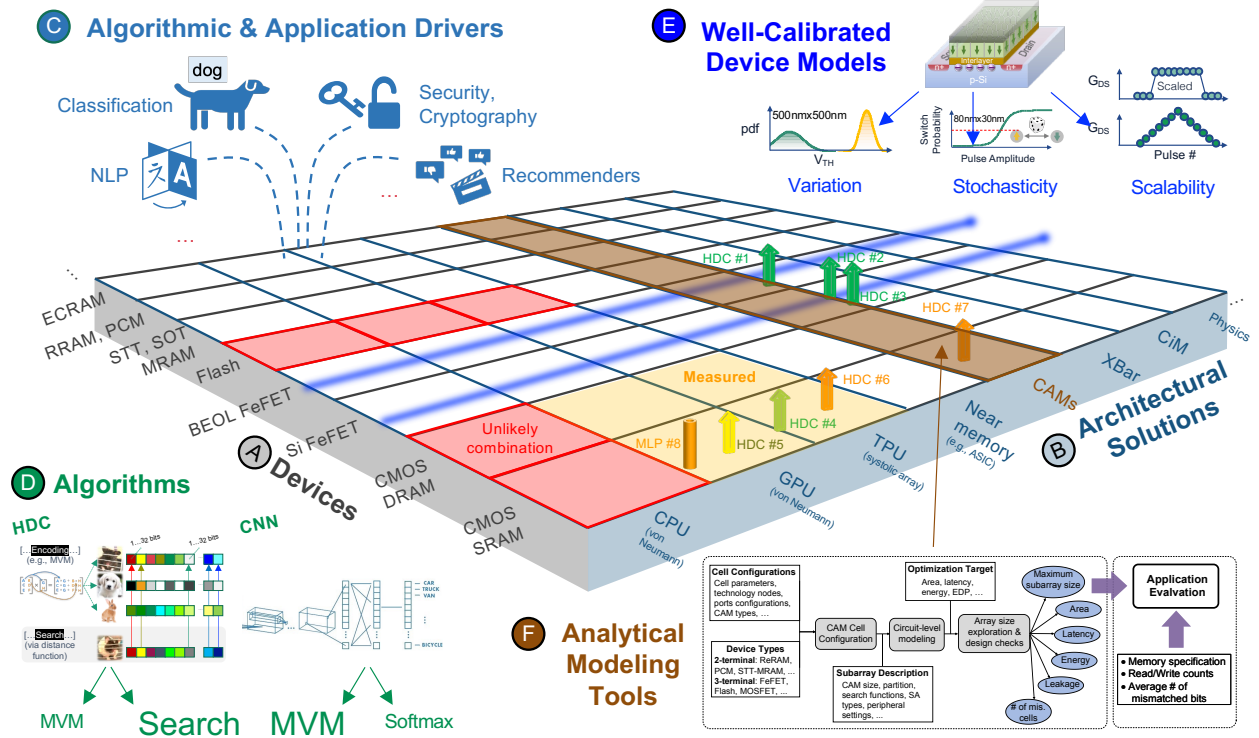 C Algorithmic & Application Drivers
dog
Classification
Security,
Cryptography
NLP
A
Recommenders
...
...
E Well-Calibrated
Device Models
Drain
Interlayer
n+
n+
p-Si
pdf
500nmx500nm
V_TH
Variation
Switch
Probability
80nmx30nm
Pulse Amplitude
Stochasticity
G_DS
Scaled
G_DS
Pulse #
Scalability
...
ECRAM
RRAM, PCM
STT, SOT
MRAM
Flash
BEOL FeFET
Si FeFET
CMOS
DRAM
CMOS
SRAM
A Devices
HDC #1
HDC #2
HDC #3
HDC #7
HDC #6
Measured
HDC #4
HDC #5
MLP #8
Unlikely
combination
CPU
(von
Neumann)
GPU
(von Neumann)
TPU
(systolic array)
Near
memory
(e.g., ASIC)
CAMs
XBar
CiM
Physics
...
B Architectural
Solutions
D Algorithms
HDC
[...Encoding...]
(e.g., MVM)
1...32 bits
1...32 bits
[...Search...]
(via distance
function)
MVM
Search
CNN
CAR
TRUCK
VAN
BICYCLE
MVM
Softmax
F Analytical
Modeling
Tools
Cell Configurations
Cell parameters,
technology nodes,
ports configurations,
CAM types, ...
Device Types
2-terminal: ReRAM,
PCM, STT-MRAM, ...
3-terminal: FeFET,
Flash, MOSFET, ...
CAM Cell
Configuration
Optimization Target
Area, latency,
energy, EDP, ...
Circuit-level
modeling
Subarray Description
CAM size, partition,
search functions, SA
types, peripheral
settings, ...
Array size
exploration &
design checks
Maximum
subarray size
Area
Latency
Energy
Leakage
# of mis.
cells
Application
Evaluation
• Memory specification
• Read/Write counts
• Average # of
mismatched bits